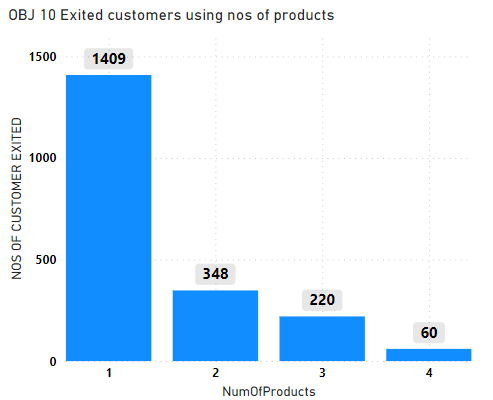 OBJ 10 Exited customers using nos of products
NOS OF CUSTOMER EXITED
1500
1000
500
0
1409
348
220
60
1 2 3 4
NumOfProducts